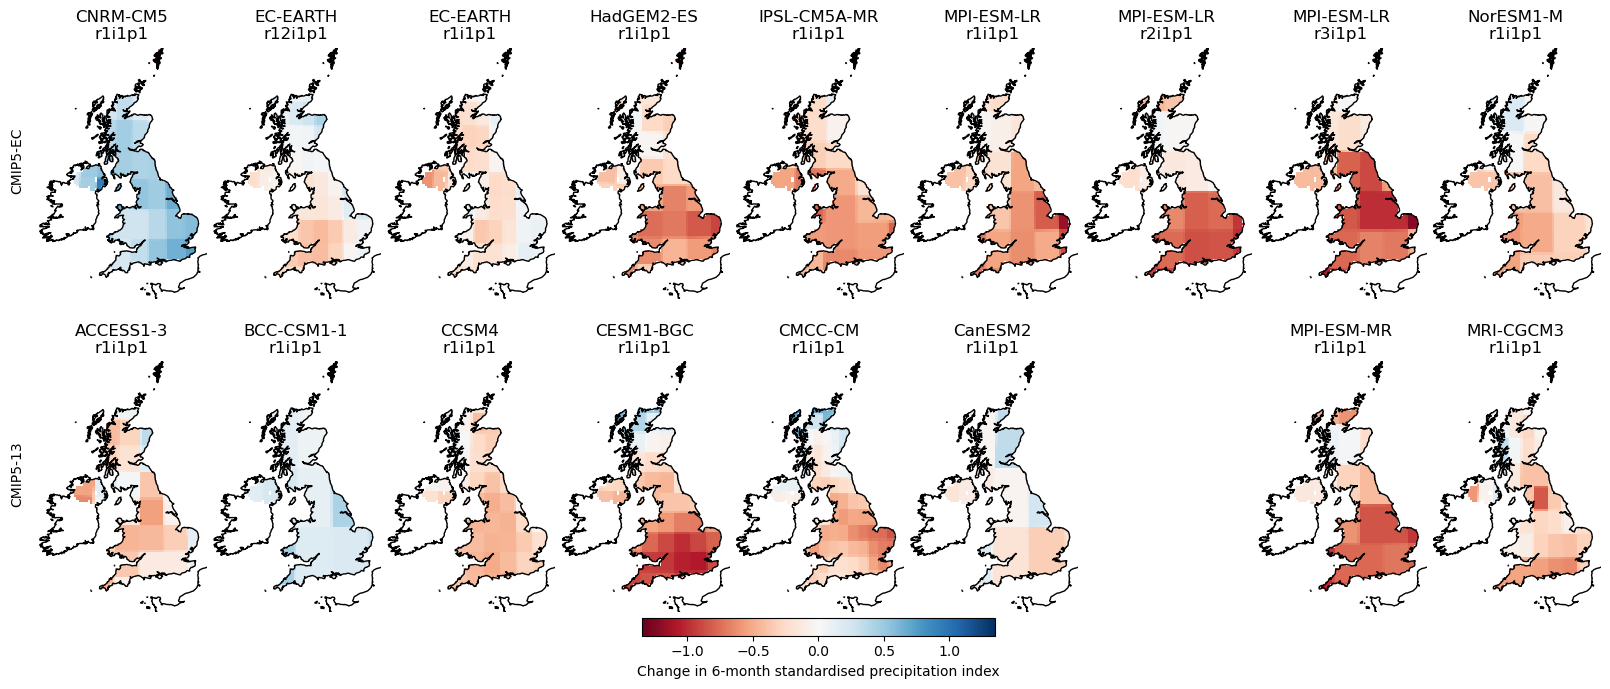 CNRM-CM5
r1i1p1
EC-EARTH
r12i1p1
EC-EARTH
r1i1p1
HadGEM2-ES
r1i1p1
IPSL-CM5A-MR
r1i1p1
MPI-ESM-LR
r1i1p1
MPI-ESM-LR
r2i1p1
MPI-ESM-LR
r3i1p1
NorESM1-M
r1i1p1
CMIP5-EC
ACCESS1-3
r1i1p1
BCC-CSM1-1
r1i1p1
CCSM4
r1i1p1
CESM1-BGC
r1i1p1
CMCC-CM
r1i1p1
CanESM2
r1i1p1
MPI-ESM-MR
r1i1p1
MRI-CGCM3
r1i1p1
CMIP5-13
−1.0 −0.5 0.0 0.5 1.0
Change in 6-month standardised precipitation index